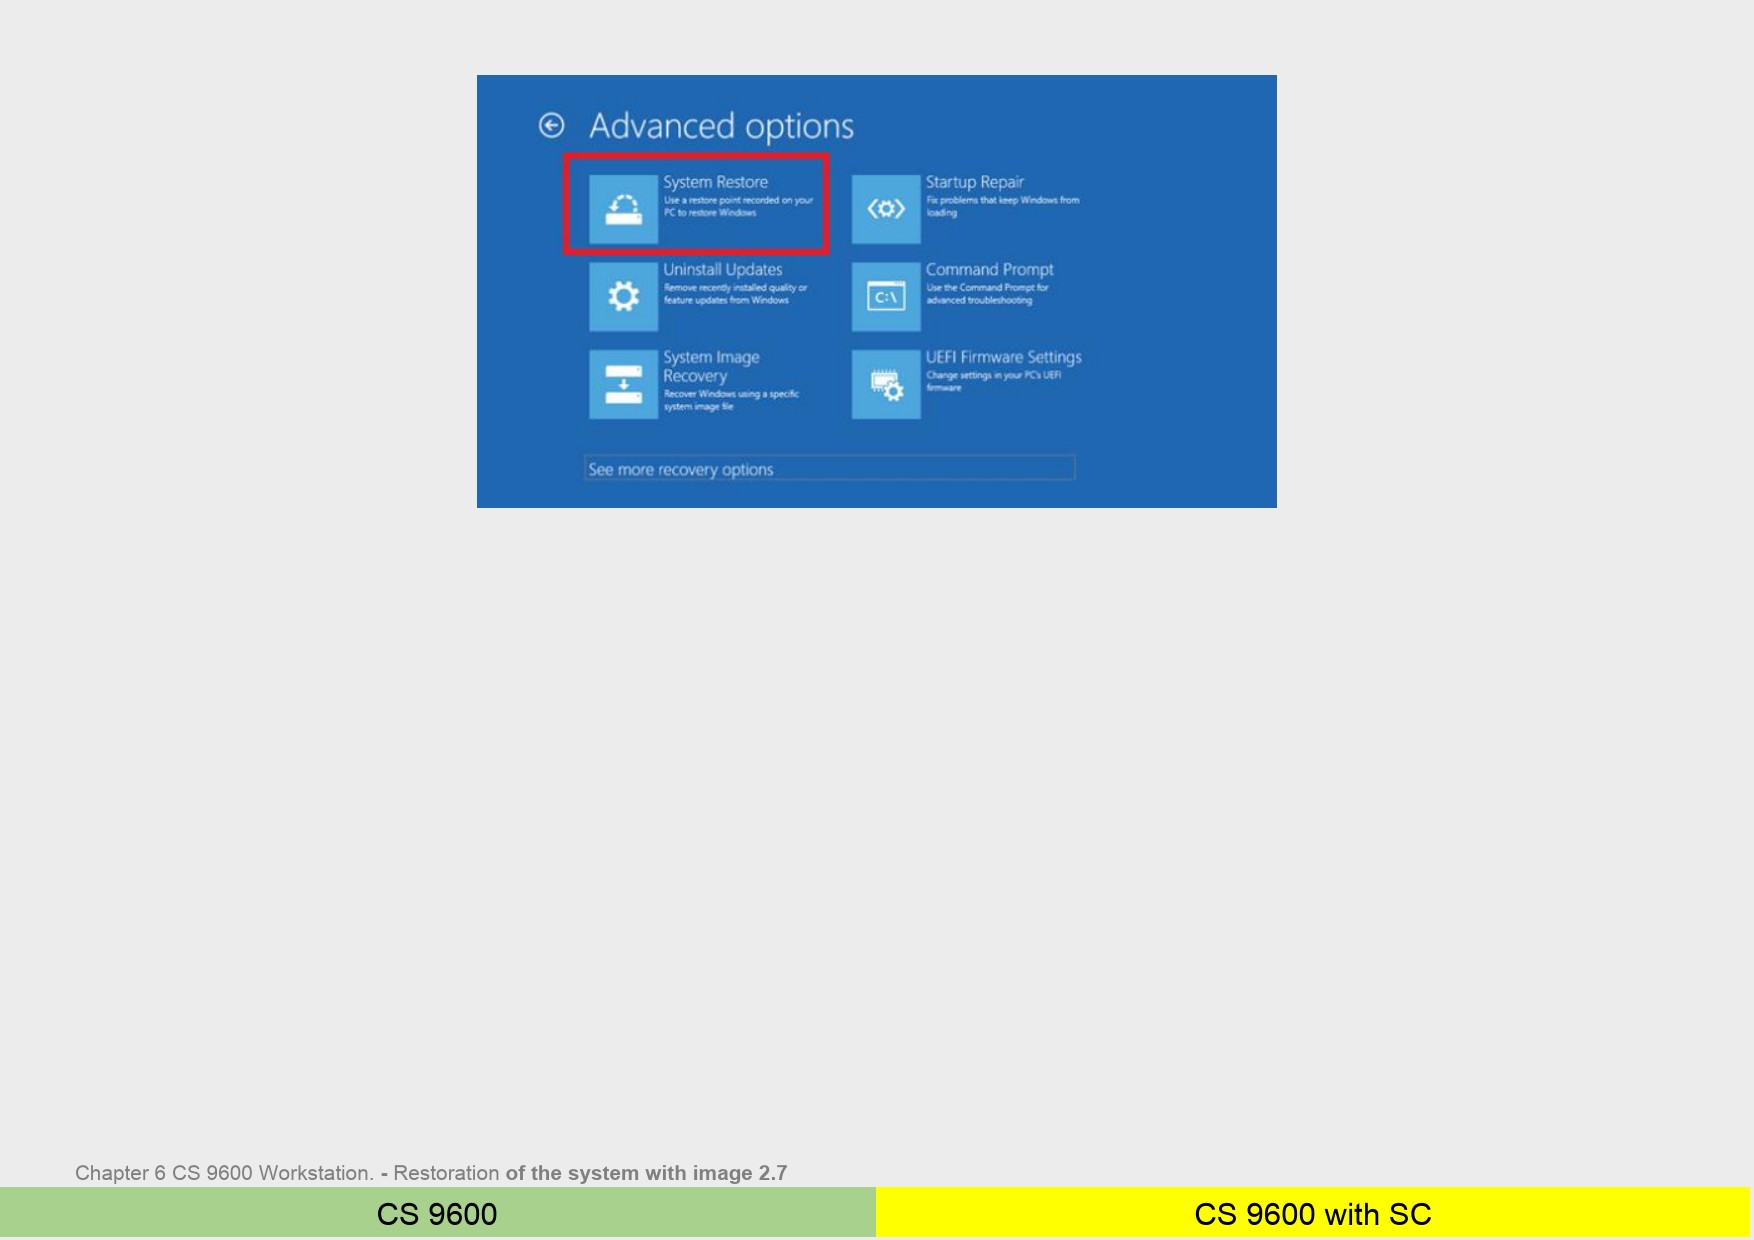 Advanced options
System Restore
Use a restore point recorded on your
PC to restore Windows
Startup Repair
Fix problems that keep Windows from
loading
Uninstall Updates
Remove recently installed quality or
feature updates from Windows
Command Prompt
Use the Command Prompt for
advanced troubleshooting
C:\
System Image
Recovery
Recover Windows using a specific
system image file
UEFI Firmware Settings
Change settings in your PC's UEFI
firmware
See more recovery options
Chapter 6 CS 9600 Workstation. - Restoration of the system with image 2.7
CS 9600
CS 9600 with SC